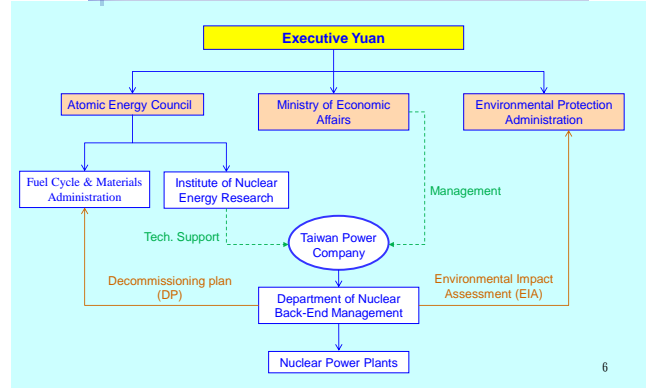 Executive Yuan
Atomic Energy Council
Ministry of Economic
Affairs
Environmental Protection
Administration
Fuel Cycle & Materials
Administration
Institute of Nuclear
Energy Research
Management
Tech. Support
Taiwan Power
Company
Decommissioning plan
(DP)
Environmental Impact
Assessment (EIA)
Department of Nuclear
Back-End Management
Nuclear Power Plants
6